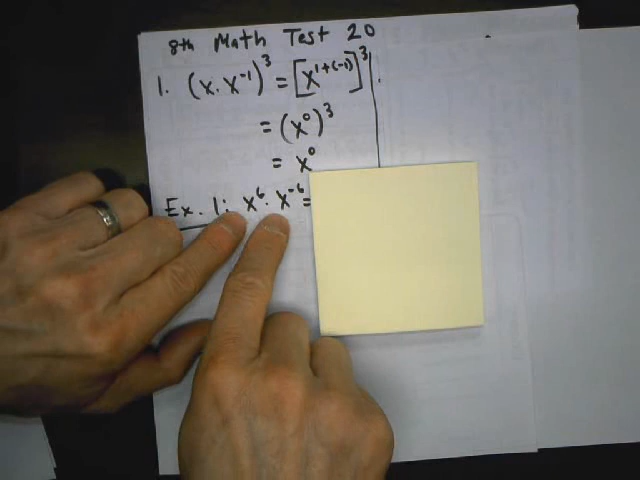 8th Math Test 20
1. (x·x⁻¹)³ = [x¹⁺⁽⁻¹⁾]³
= (x⁰)³
= x⁰
Ex. 1: x⁶·x⁻⁶ =